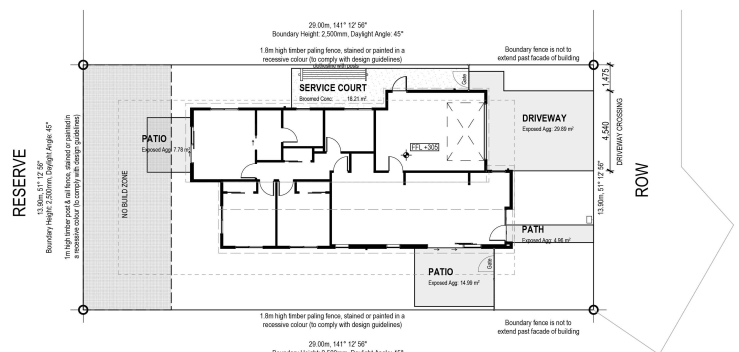 29.00m, 141° 12' 56"
Boundary Height: 2,500mm, Daylight Angle: 45°
1.8m high timber paling fence, stained or painted in a
recessive colour (to comply with design guidelines)
Boundary fence is not to
extend past facade of building
SERVICE COURT
Broomed Conc: 18.21 m²
Gate
1,475
4,540
DRIVEWAY CROSSING
DRIVEWAY
Exposed Agg: 29.89 m²
PATIO
Exposed Agg: 7.78 m²
FFL +305
RESERVE
13.90m, 51° 12' 56"
Boundary Height: 2,500mm, Daylight Angle: 45°
1m high timber post & rail fence, stained or painted in
a recessive colour (to comply with design guidelines)
NO BUILD ZONE
13.90m, 51° 12' 56"
ROW
PATH
Exposed Agg: 4.96 m²
PATIO
Exposed Agg: 14.99 m²
Gate
1.8m high timber paling fence, stained or painted in a
recessive colour (to comply with design guidelines)
Boundary fence is not to
extend past facade of building
29.00m, 141° 12' 56"
Boundary Height: 2,500mm, Daylight Angle: 45°